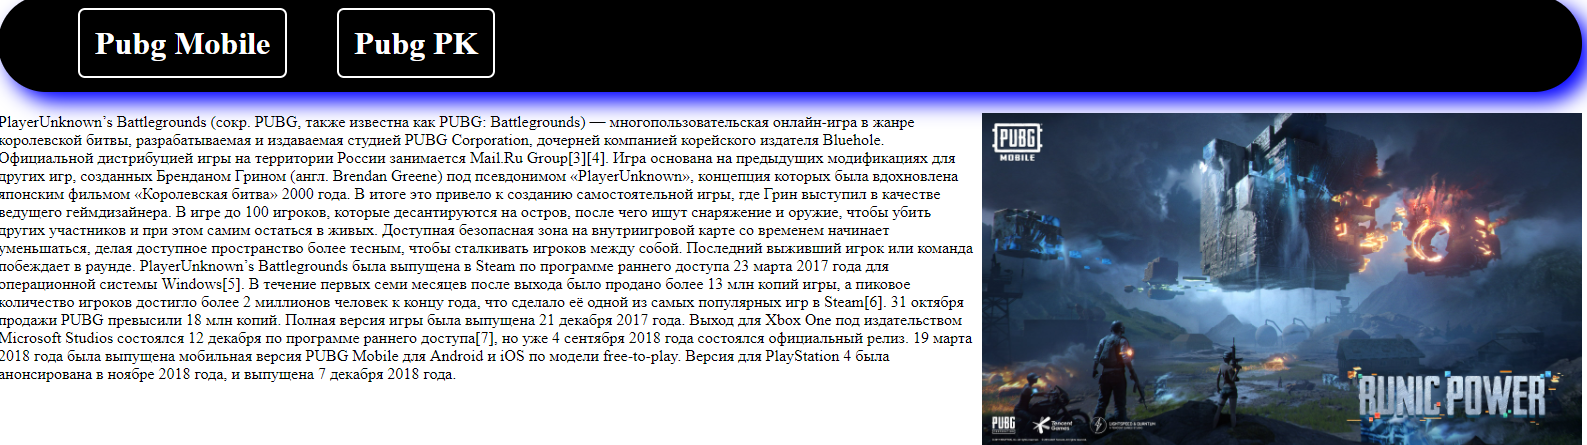 Pubg Mobile
Pubg PK
PlayerUnknown’s Battlegrounds (сокр. PUBG, также известна как PUBG: Battlegrounds) — многопользовательская онлайн-игра в жанре
королевской битвы, разрабатываемая и издаваемая студией PUBG Corporation, дочерней компанией корейского издателя Bluehole.
Официальной дистрибуцией игры на территории России занимается Mail.Ru Group[3][4]. Игра основана на предыдущих модификациях для
других игр, созданных Бренданом Грином (англ. Brendan Greene) под псевдонимом «PlayerUnknown», концепция которых была вдохновлена
японским фильмом «Королевская битва» 2000 года. В итоге это привело к созданию самостоятельной игры, где Грин выступил в качестве
ведущего геймдизайнера. В игре до 100 игроков, которые десантируются на остров, после чего ищут снаряжение и оружие, чтобы убить
других участников и при этом самим остаться в живых. Доступная безопасная зона на внутриигровой карте со временем начинает
уменьшаться, делая доступное пространство более тесным, чтобы сталкивать игроков между собой. Последний выживший игрок или команда
побеждает в раунде. PlayerUnknown’s Battlegrounds была выпущена в Steam по программе раннего доступа 23 марта 2017 года для
операционной системы Windows[5]. В течение первых семи месяцев после выхода было продано более 13 млн копий игры, а пиковое
количество игроков достигло более 2 миллионов человек к концу года, что сделало её одной из самых популярных игр в Steam[6]. 31 октября
продажи PUBG превысили 18 млн копий. Полная версия игры была выпущена 21 декабря 2017 года. Выход для Xbox One под издательством
Microsoft Studios состоялся 12 декабря по программе раннего доступа[7], но уже 4 сентября 2018 года состоялся официальный релиз. 19 марта
2018 года была выпущена мобильная версия PUBG Mobile для Android и iOS по модели free-to-play. Версия для PlayStation 4 была
анонсирована в ноябре 2018 года, и выпущена 7 декабря 2018 года.
PUBG
MOBILE
RUNIC POWER
PUBG
Tencent
Games
LIGHTSPEED & QUANTUM